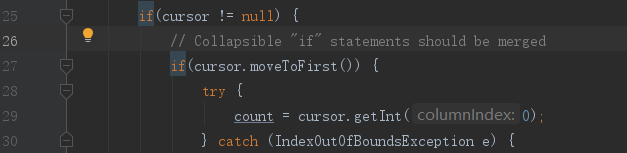 25 if(cursor != null) {
26 // Collapsible "if" statements should be merged
27 if(cursor.moveToFirst()) {
28 try {
29 count = cursor.getInt( columnIndex: 0);
30 } catch (IndexOutOfBoundsException e) {